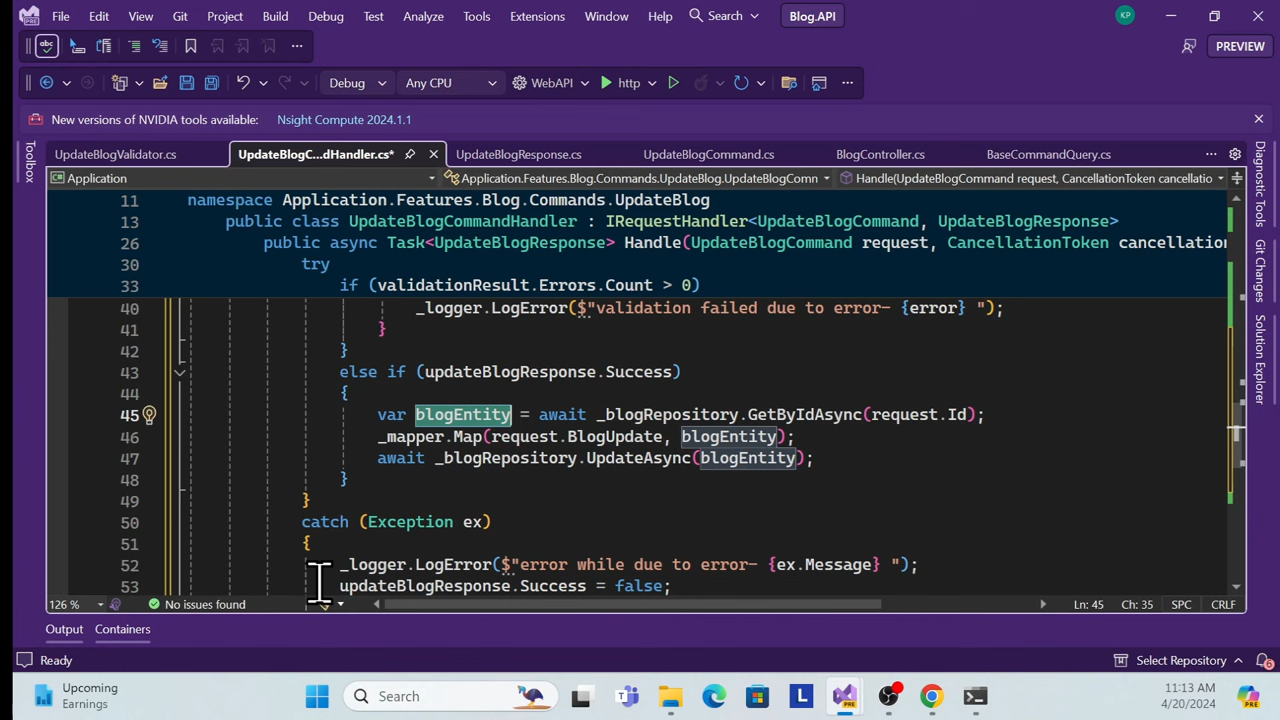 File Edit View Git Project Build Debug Test Analyze Tools Extensions Window Help Search Blog.API KP
abc PREVIEW
Debug Any CPU WebAPI http
New versions of NVIDIA tools available: Nsight Compute 2024.1.1
Toolbox
UpdateBlogValidator.cs UpdateBlogC...dHandler.cs* UpdateBlogResponse.cs UpdateBlogCommand.cs BlogController.cs BaseCommandQuery.cs
Application Application.Features.Blog.Commands.UpdateBlog.UpdateBlogComn Handle(UpdateBlogCommand request, CancellationToken cancellatio
11 namespace Application.Features.Blog.Commands.UpdateBlog
13 public class UpdateBlogCommandHandler : IRequestHandler<UpdateBlogCommand, UpdateBlogResponse>
26 public async Task<UpdateBlogResponse> Handle(UpdateBlogCommand request, CancellationToken cancellation
30 try
33 if (validationResult.Errors.Count > 0)
40 _logger.LogError($"validation failed due to error- {error} ");
41 }
42 }
43 else if (updateBlogResponse.Success)
44 {
45 var blogEntity = await _blogRepository.GetByIdAsync(request.Id);
46 _mapper.Map(request.BlogUpdate, blogEntity);
47 await _blogRepository.UpdateAsync(blogEntity);
48 }
49 }
50 catch (Exception ex)
51 {
52 _logger.LogError($"error while due to error- {ex.Message} ");
53 updateBlogResponse.Success = false;
Diagnostic Tools
Git Changes
Solution Explorer
126 % No issues found Ln: 45 Ch: 35 SPC CRLF
Output Containers
Ready Select Repository 6
Upcoming
Earnings
Search
L
PRE
11:13 AM
4/20/2024
PRE